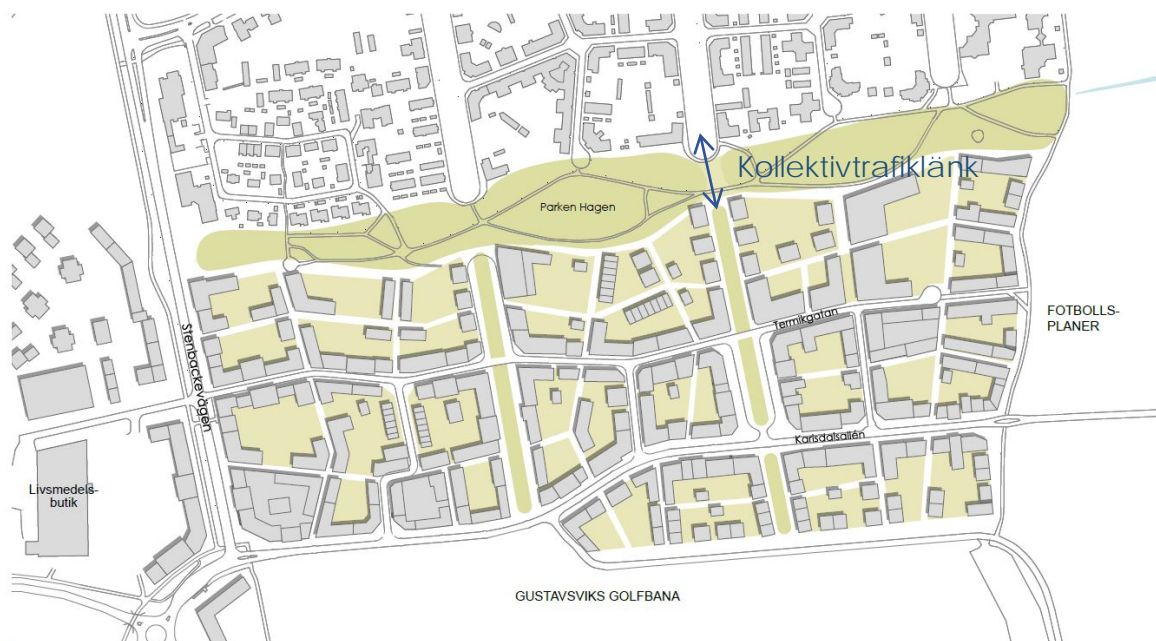 Kollektivtrafiklänk
Parken Hagen
Termikgatan
FOTBOLLS-
PLANER
Stenbackevägen
Karlsdalsallén
Livsmedels-
butik
GUSTAVSVIKS GOLFBANA